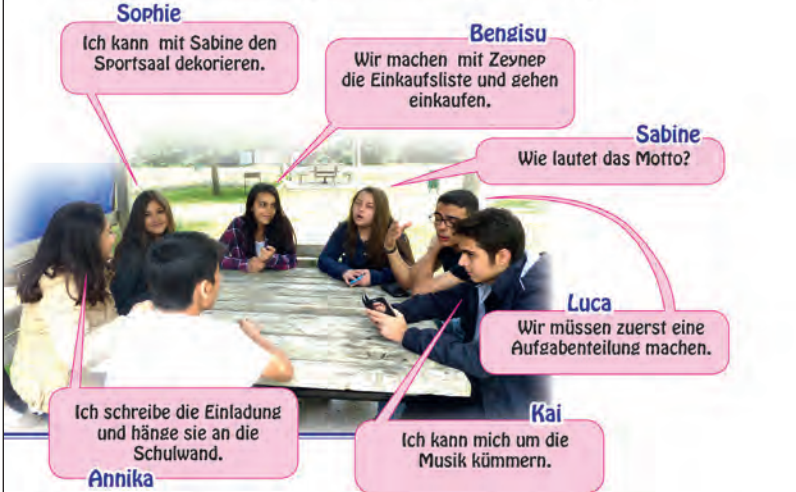 Sophie
Ich kann mit Sabine den
Sportsaal dekorieren.
Bengisu
Wir machen mit Zeynep
die Einkaufsliste und gehen
einkaufen.
Sabine
Wie lautet das Motto?
Luca
Wir müssen zuerst eine
Aufgabenteilung machen.
Ich schreibe die Einladung
und hänge sie an die
Schulwand.
Annika
Kai
Ich kann mich um die
Musik kümmern.